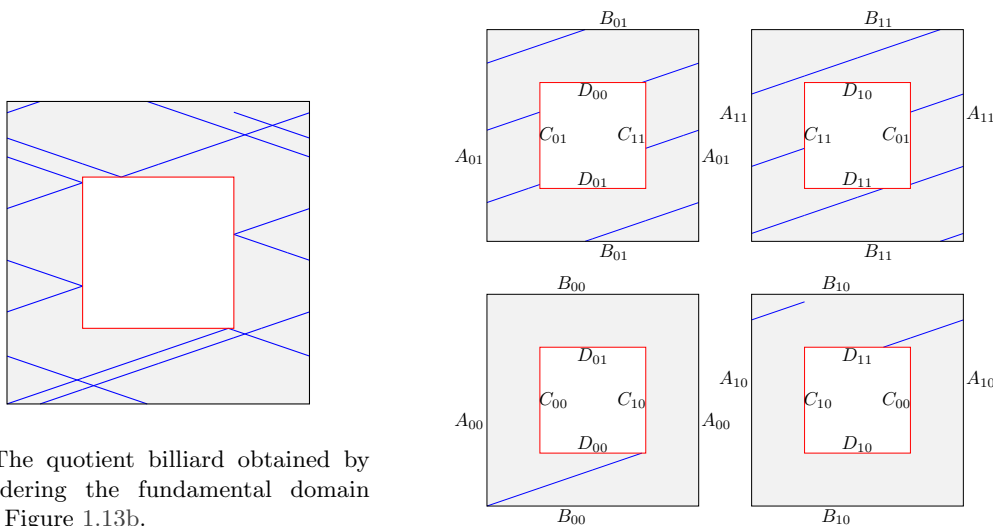 B01
B11
D00
D10
C01
C11
C11
C01
A01
A01
A11
A11
D01
D11
B01
B11
B00
B10
D01
D11
A00
C00
C10
A00
A10
C10
C00
A10
D00
D10
B00
B10
The quotient billiard obtained by
dering the fundamental domain
Figure 1.13b.